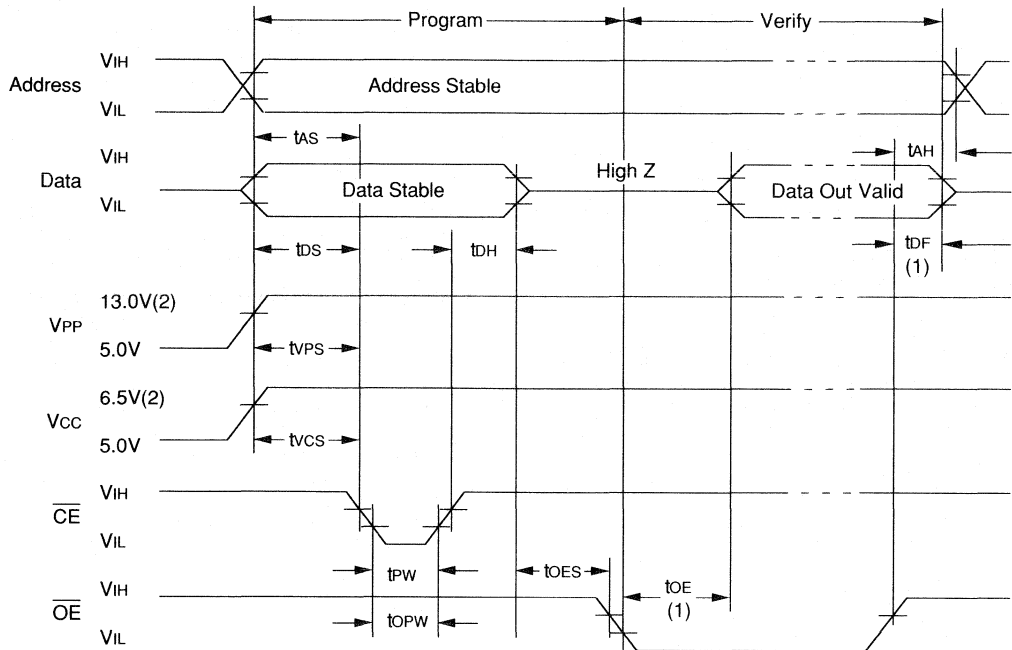 Program Verify
Address VIH Address Stable
VIL
tAS tAH
Data VIH Data Stable High Z Data Out Valid
VIL
tDS tDH tDF
(1)
VPP 13.0V(2)
5.0V tVPS
VCC 6.5V(2)
5.0V tVCS
CE VIH
VIL
tPW tOES tOE
(1)
OE VIH
VIL tOPW